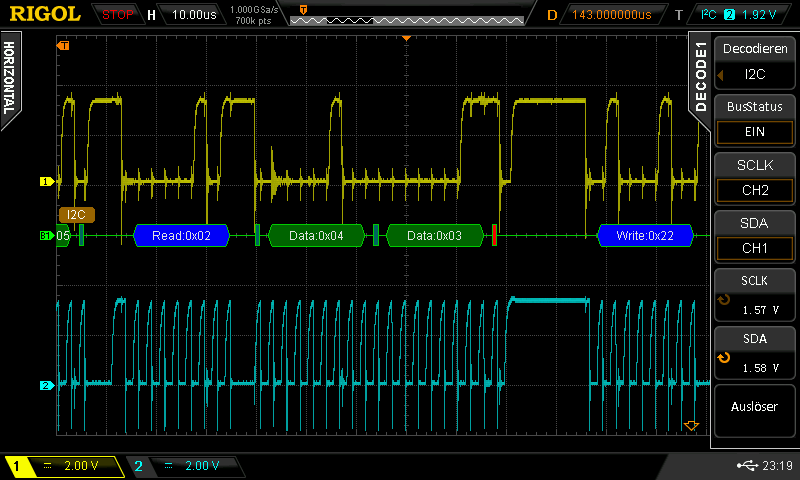 RIGOL STOP H 10.00us 1.000GSa/s 700k pts D 143.000000us T I²C 2 1.92 V
T
HORIZONTAL
DECODE1
Decodieren
I2C
BusStatus
EIN
SCLK
CH2
SDA
CH1
SCLK
1.57 V
SDA
1.58 V
Auslöser
1
I2C
B1 05 Read:0x02 Data:0x04 Data:0x03 Write:0x22
2
1 2.00 V 2 2.00 V 23:19